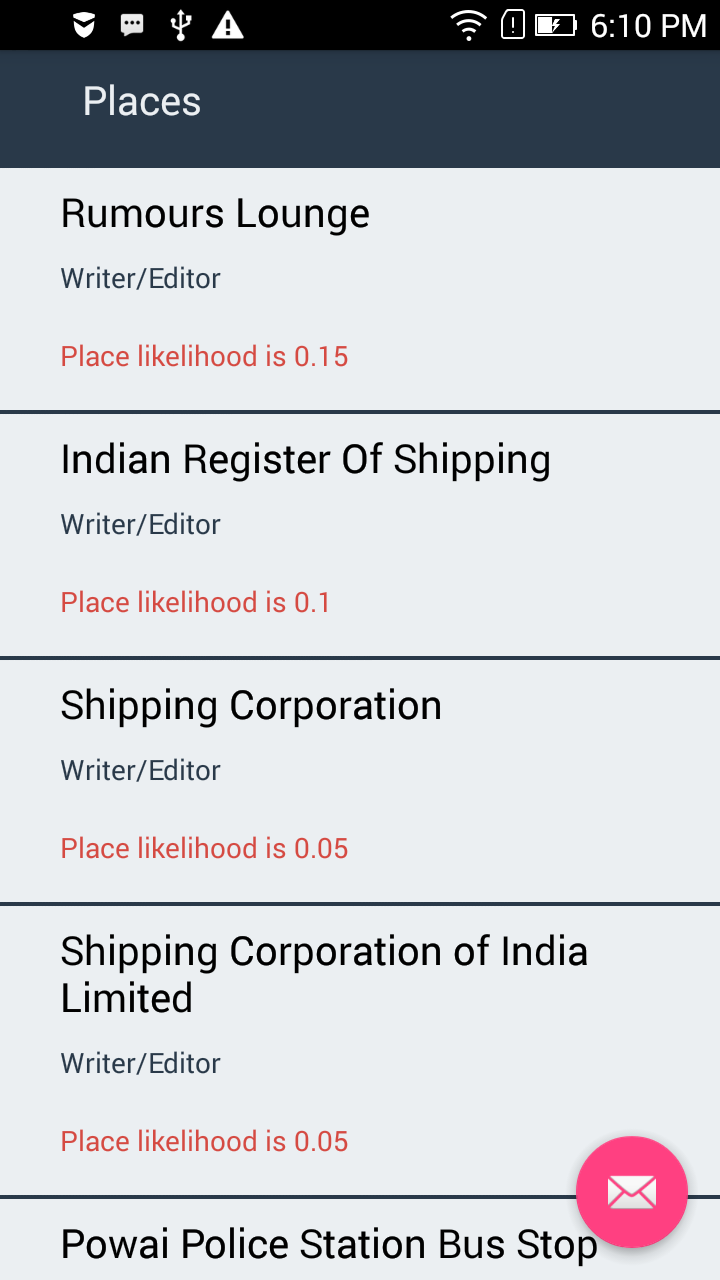 6:10 PM
Places
Rumours Lounge
Writer/Editor
Place likelihood is 0.15
Indian Register Of Shipping
Writer/Editor
Place likelihood is 0.1
Shipping Corporation
Writer/Editor
Place likelihood is 0.05
Shipping Corporation of India
Limited
Writer/Editor
Place likelihood is 0.05
Powai Police Station Bus Stop